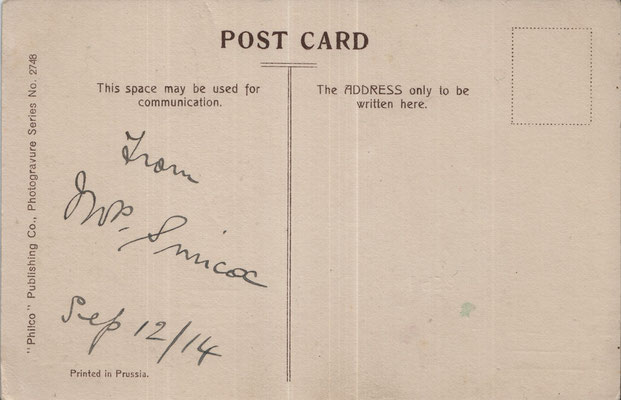 POST CARD
This space may be used for
communication.
The ADDRESS only to be
written here.
From
Mrs. Simcox
Sep 12/14
Printed in Prussia.
"Philco" Publishing Co., Photogravure Series No. 2748